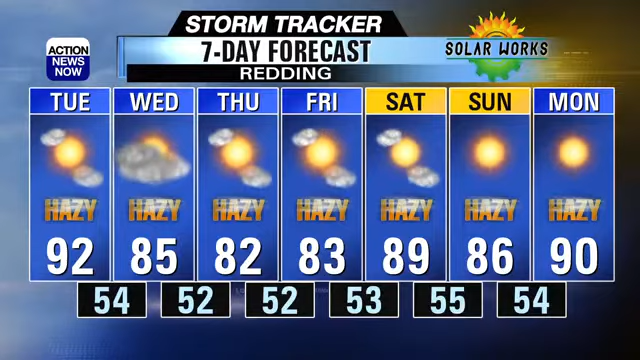 STORM TRACKER
ACTION NEWS NOW
7-DAY FORECAST
SOLAR WORKS
REDDING
TUE WED THU FRI SAT SUN MON
HAZY HAZY HAZY HAZY HAZY HAZY HAZY
92 85 82 83 89 86 90
54 52 52 53 55 54